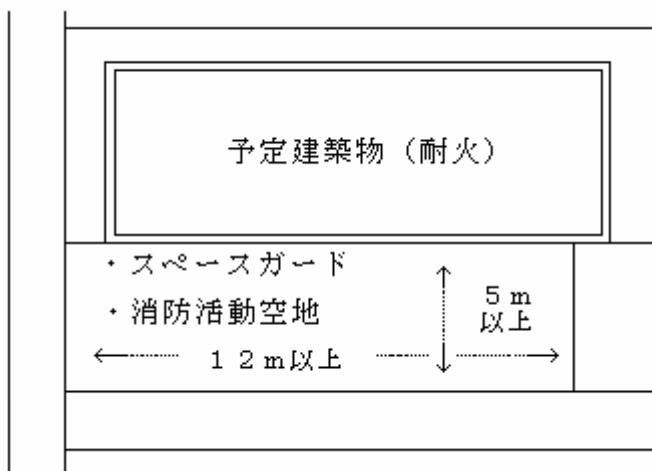 予定建築物（耐火）
・スペースガード
・消防活動空地
５ｍ
以上
１２ｍ以上